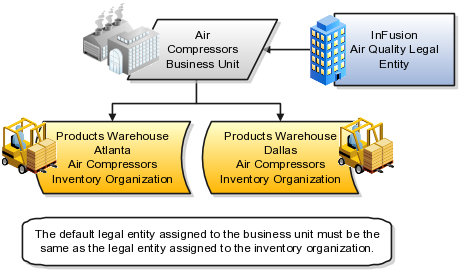 Air
Compressors
Business Unit
InFusion
Air Quality Legal
Entity
Products Warehouse
Atlanta
Air Compressors
Inventory Organization
Products Warehouse
Dallas
Air Compressors
Inventory Organization
The default legal entity assigned to the business unit must be the
same as the legal entity assigned to the inventory organization.